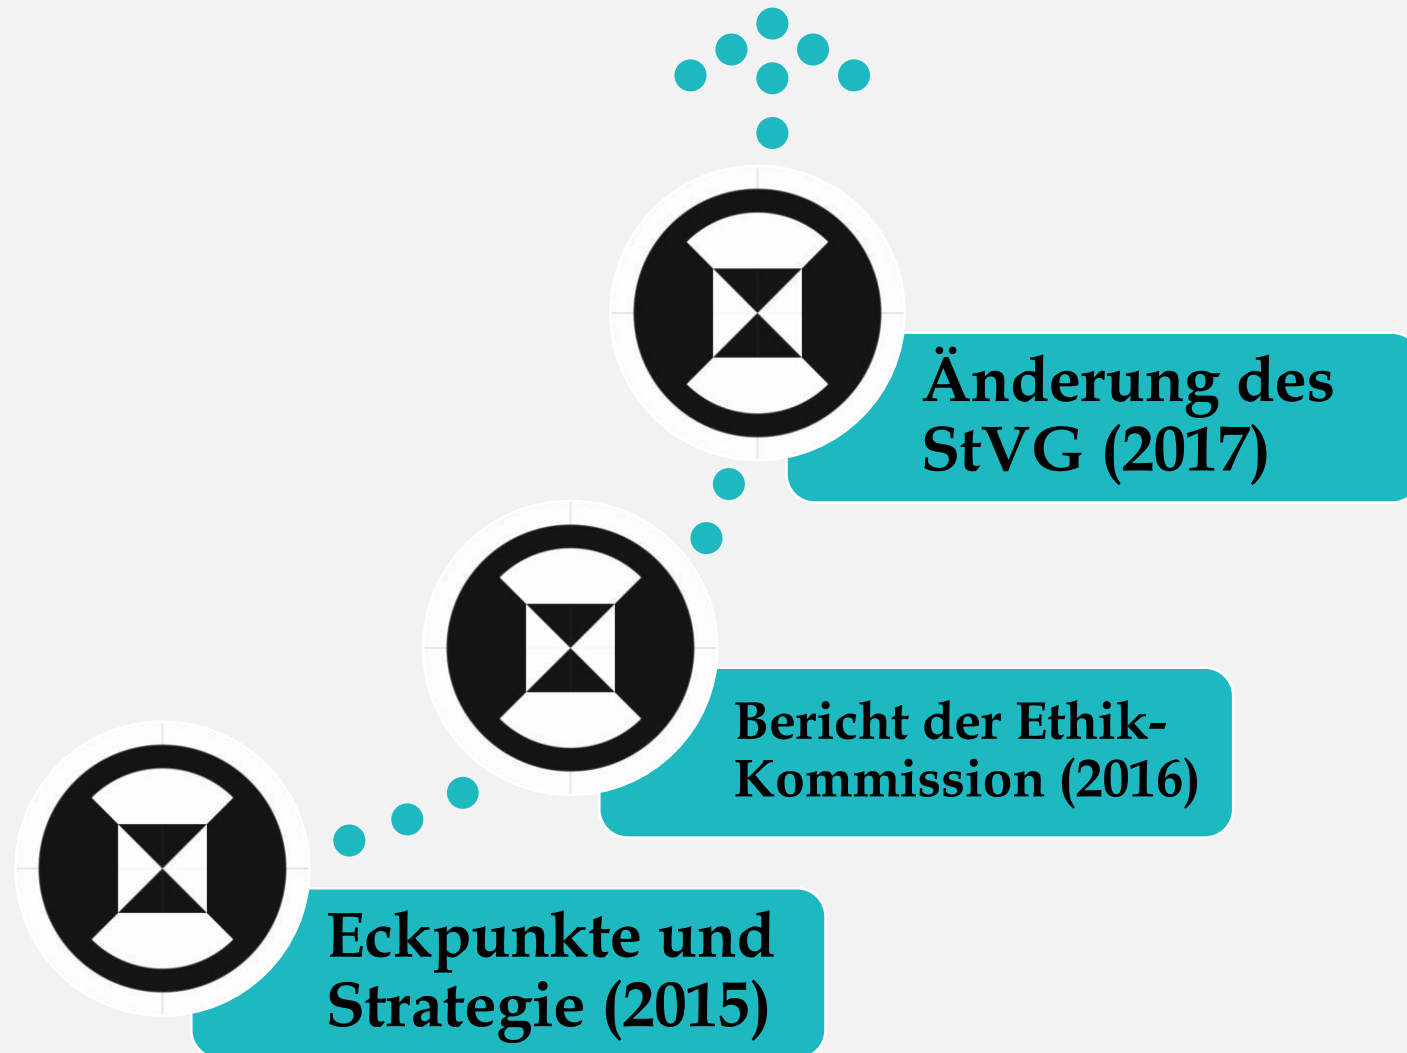 Änderung des
StVG (2017)
Bericht der Ethik-
Kommission (2016)
Eckpunkte und
Strategie (2015)